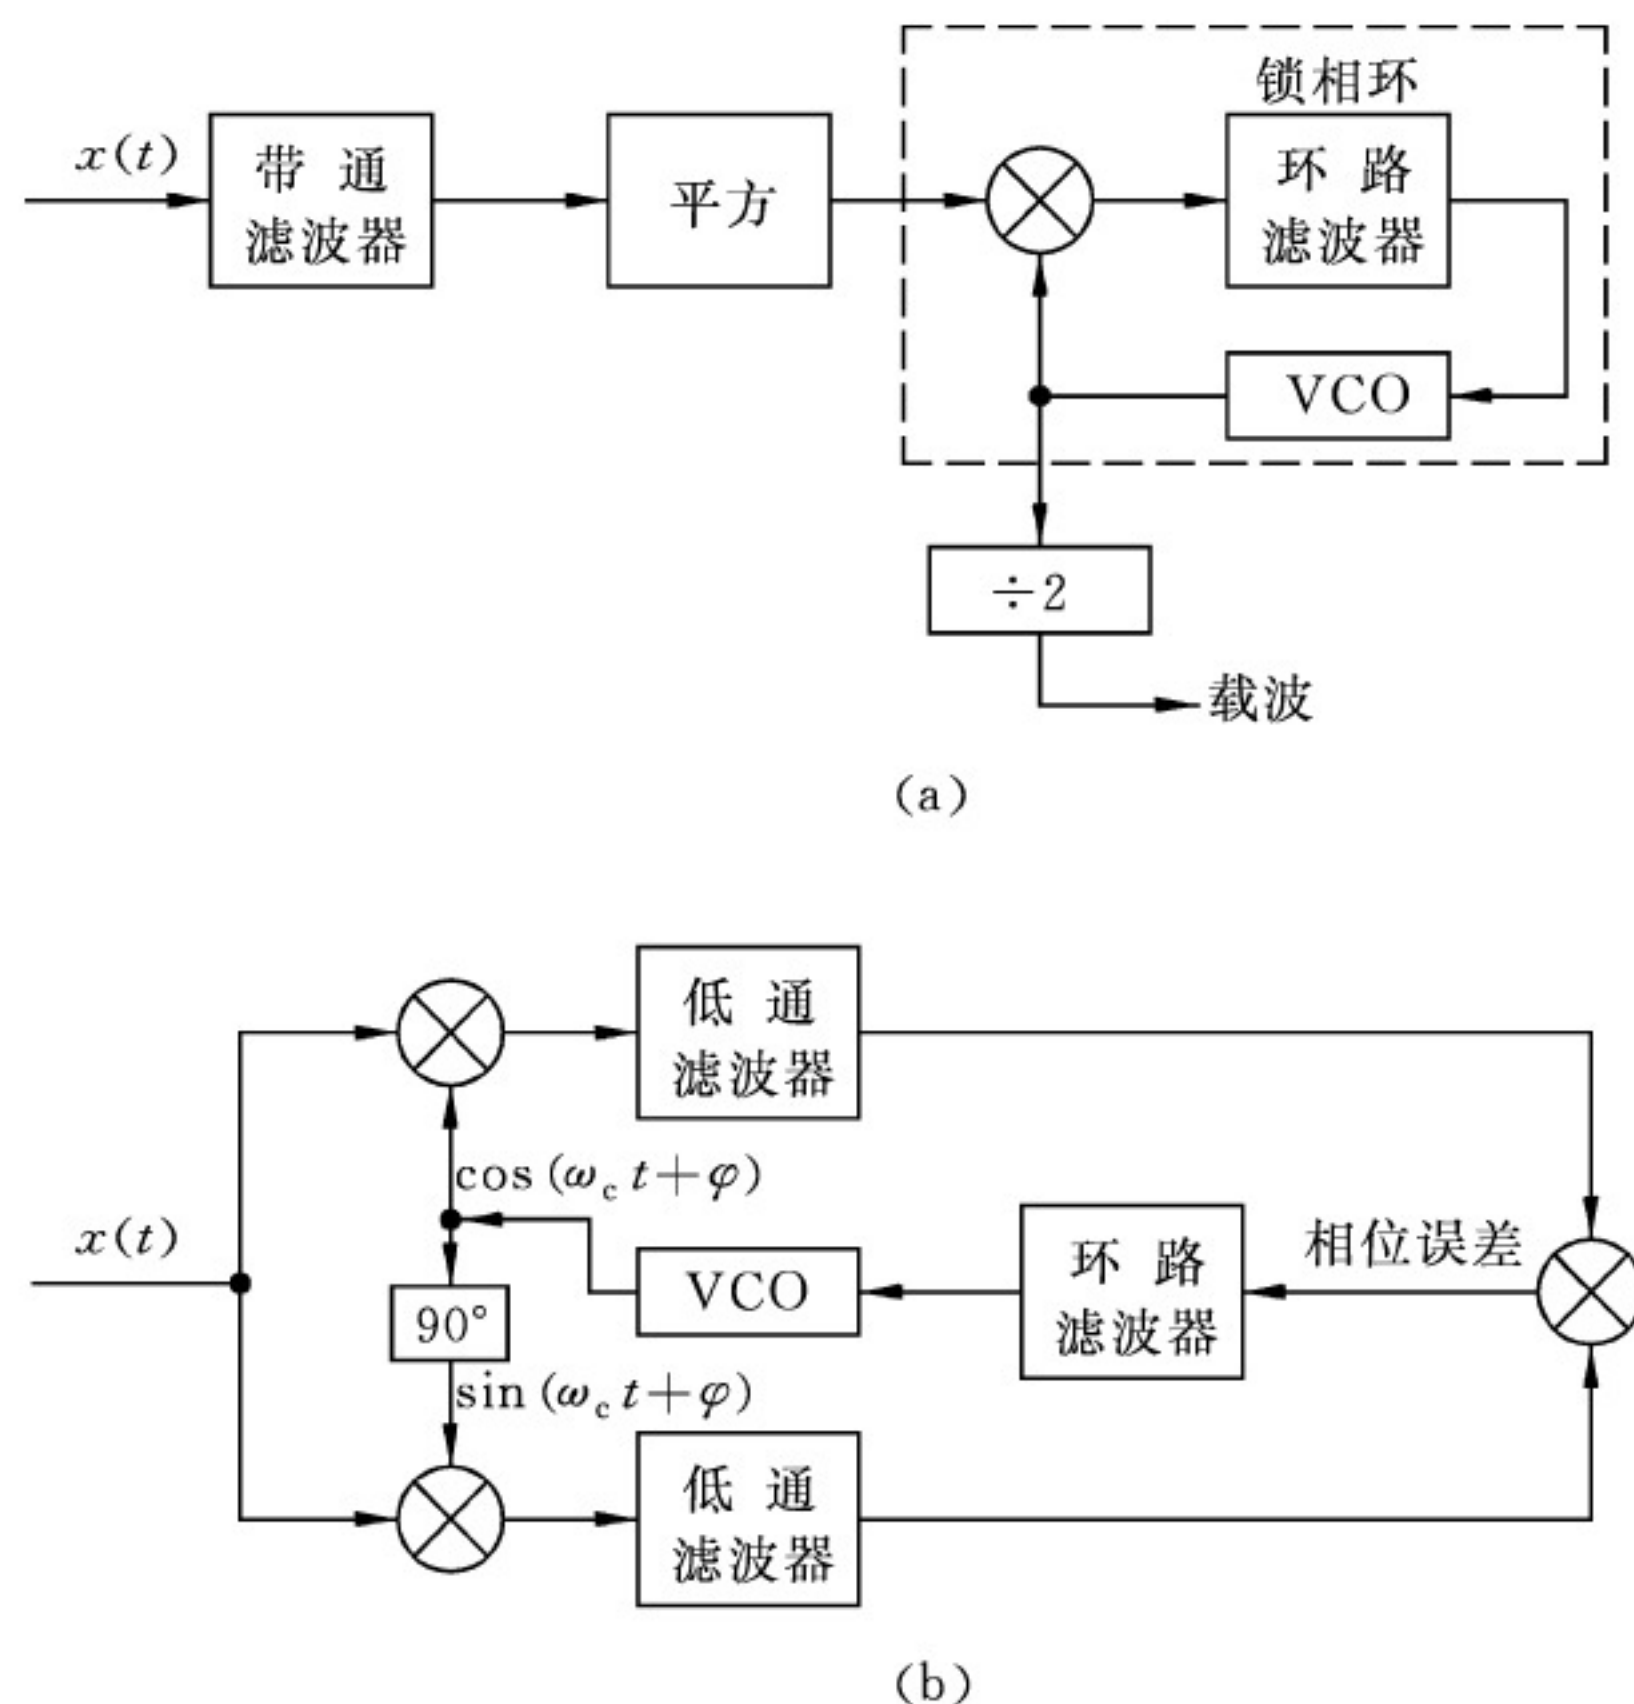 锁相环
x(t)
带 通
滤波器
平方
环 路
滤波器
VCO
÷2
载波
(a)
低 通
滤波器
cos(ω_c t+φ)
x(t)
90°
VCO
环 路
滤波器
相位误差
sin(ω_c t+φ)
低 通
滤波器
(b)